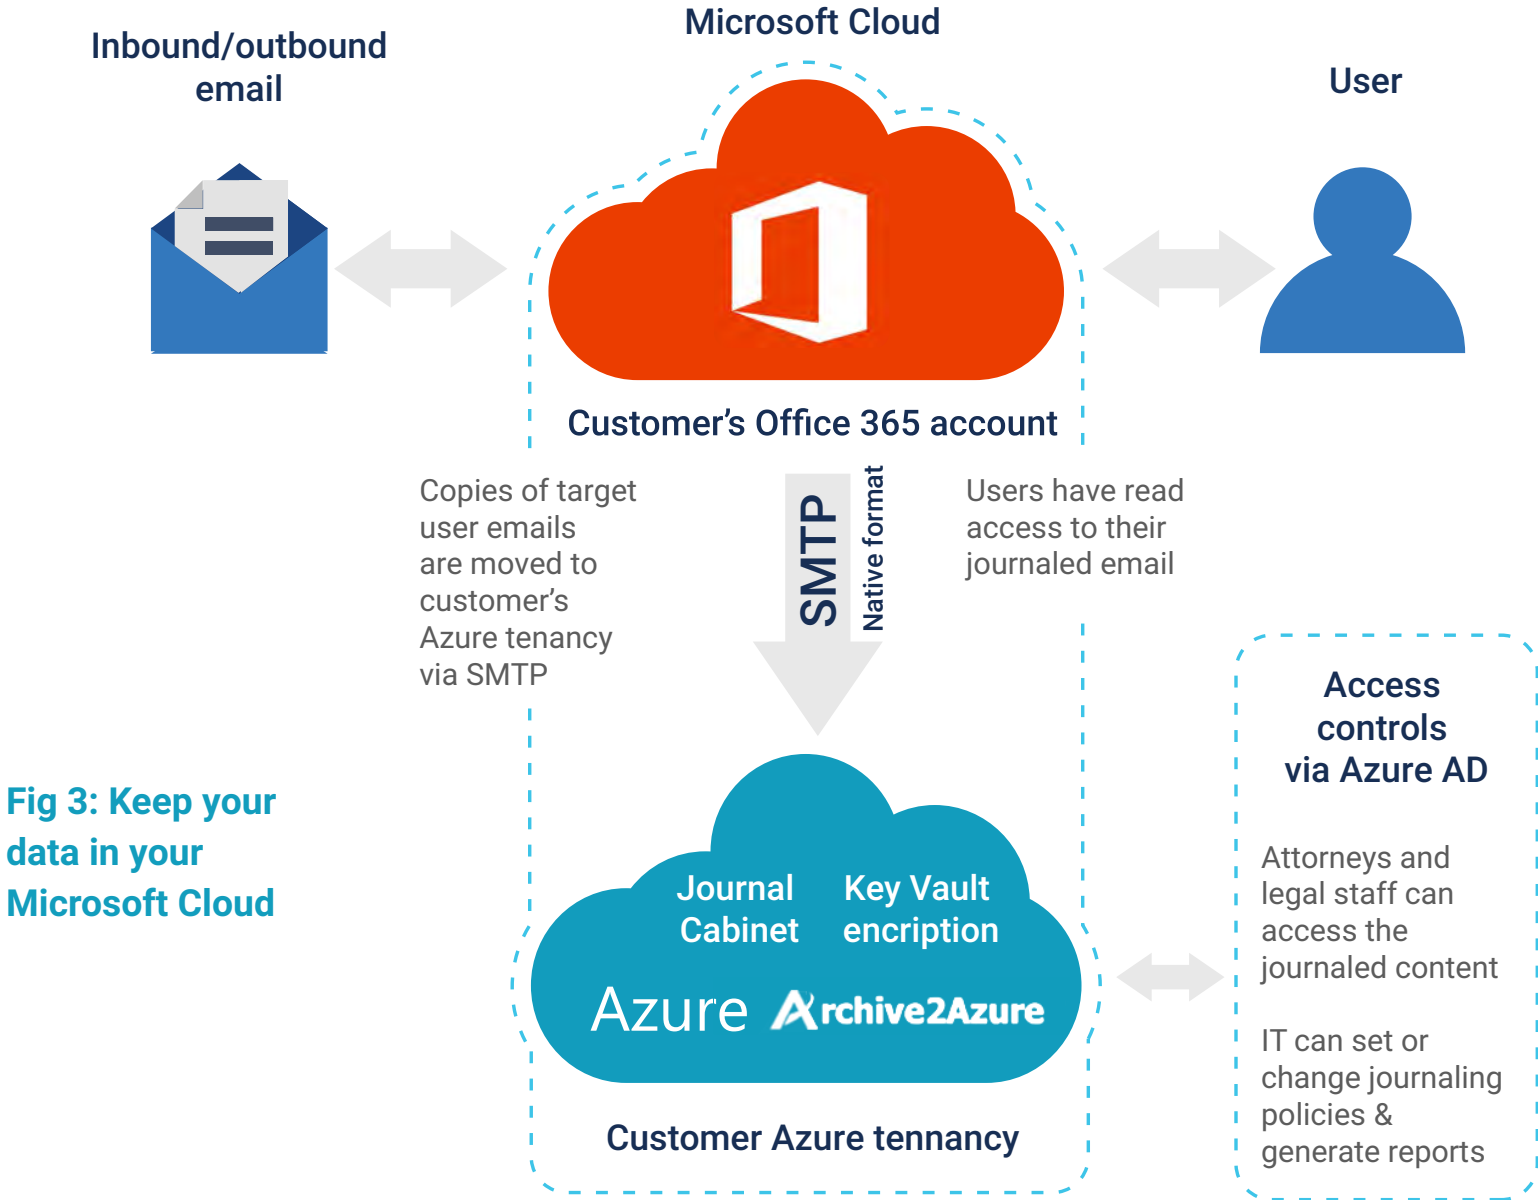 Microsoft Cloud
Inbound/outbound
email
User
Customer’s Office 365 account
Copies of target
user emails
are moved to
customer’s
Azure tenancy
via SMTP
SMTP
Native format
Users have read
access to their
journaled email
Fig 3: Keep your
data in your
Microsoft Cloud
Journal
Cabinet
Key Vault
encription
Azure
Archive2Azure
Customer Azure tennancy
Access
controls
via Azure AD
Attorneys and
legal staff can
access the
journaled content
IT can set or
change journaling
policies &
generate reports